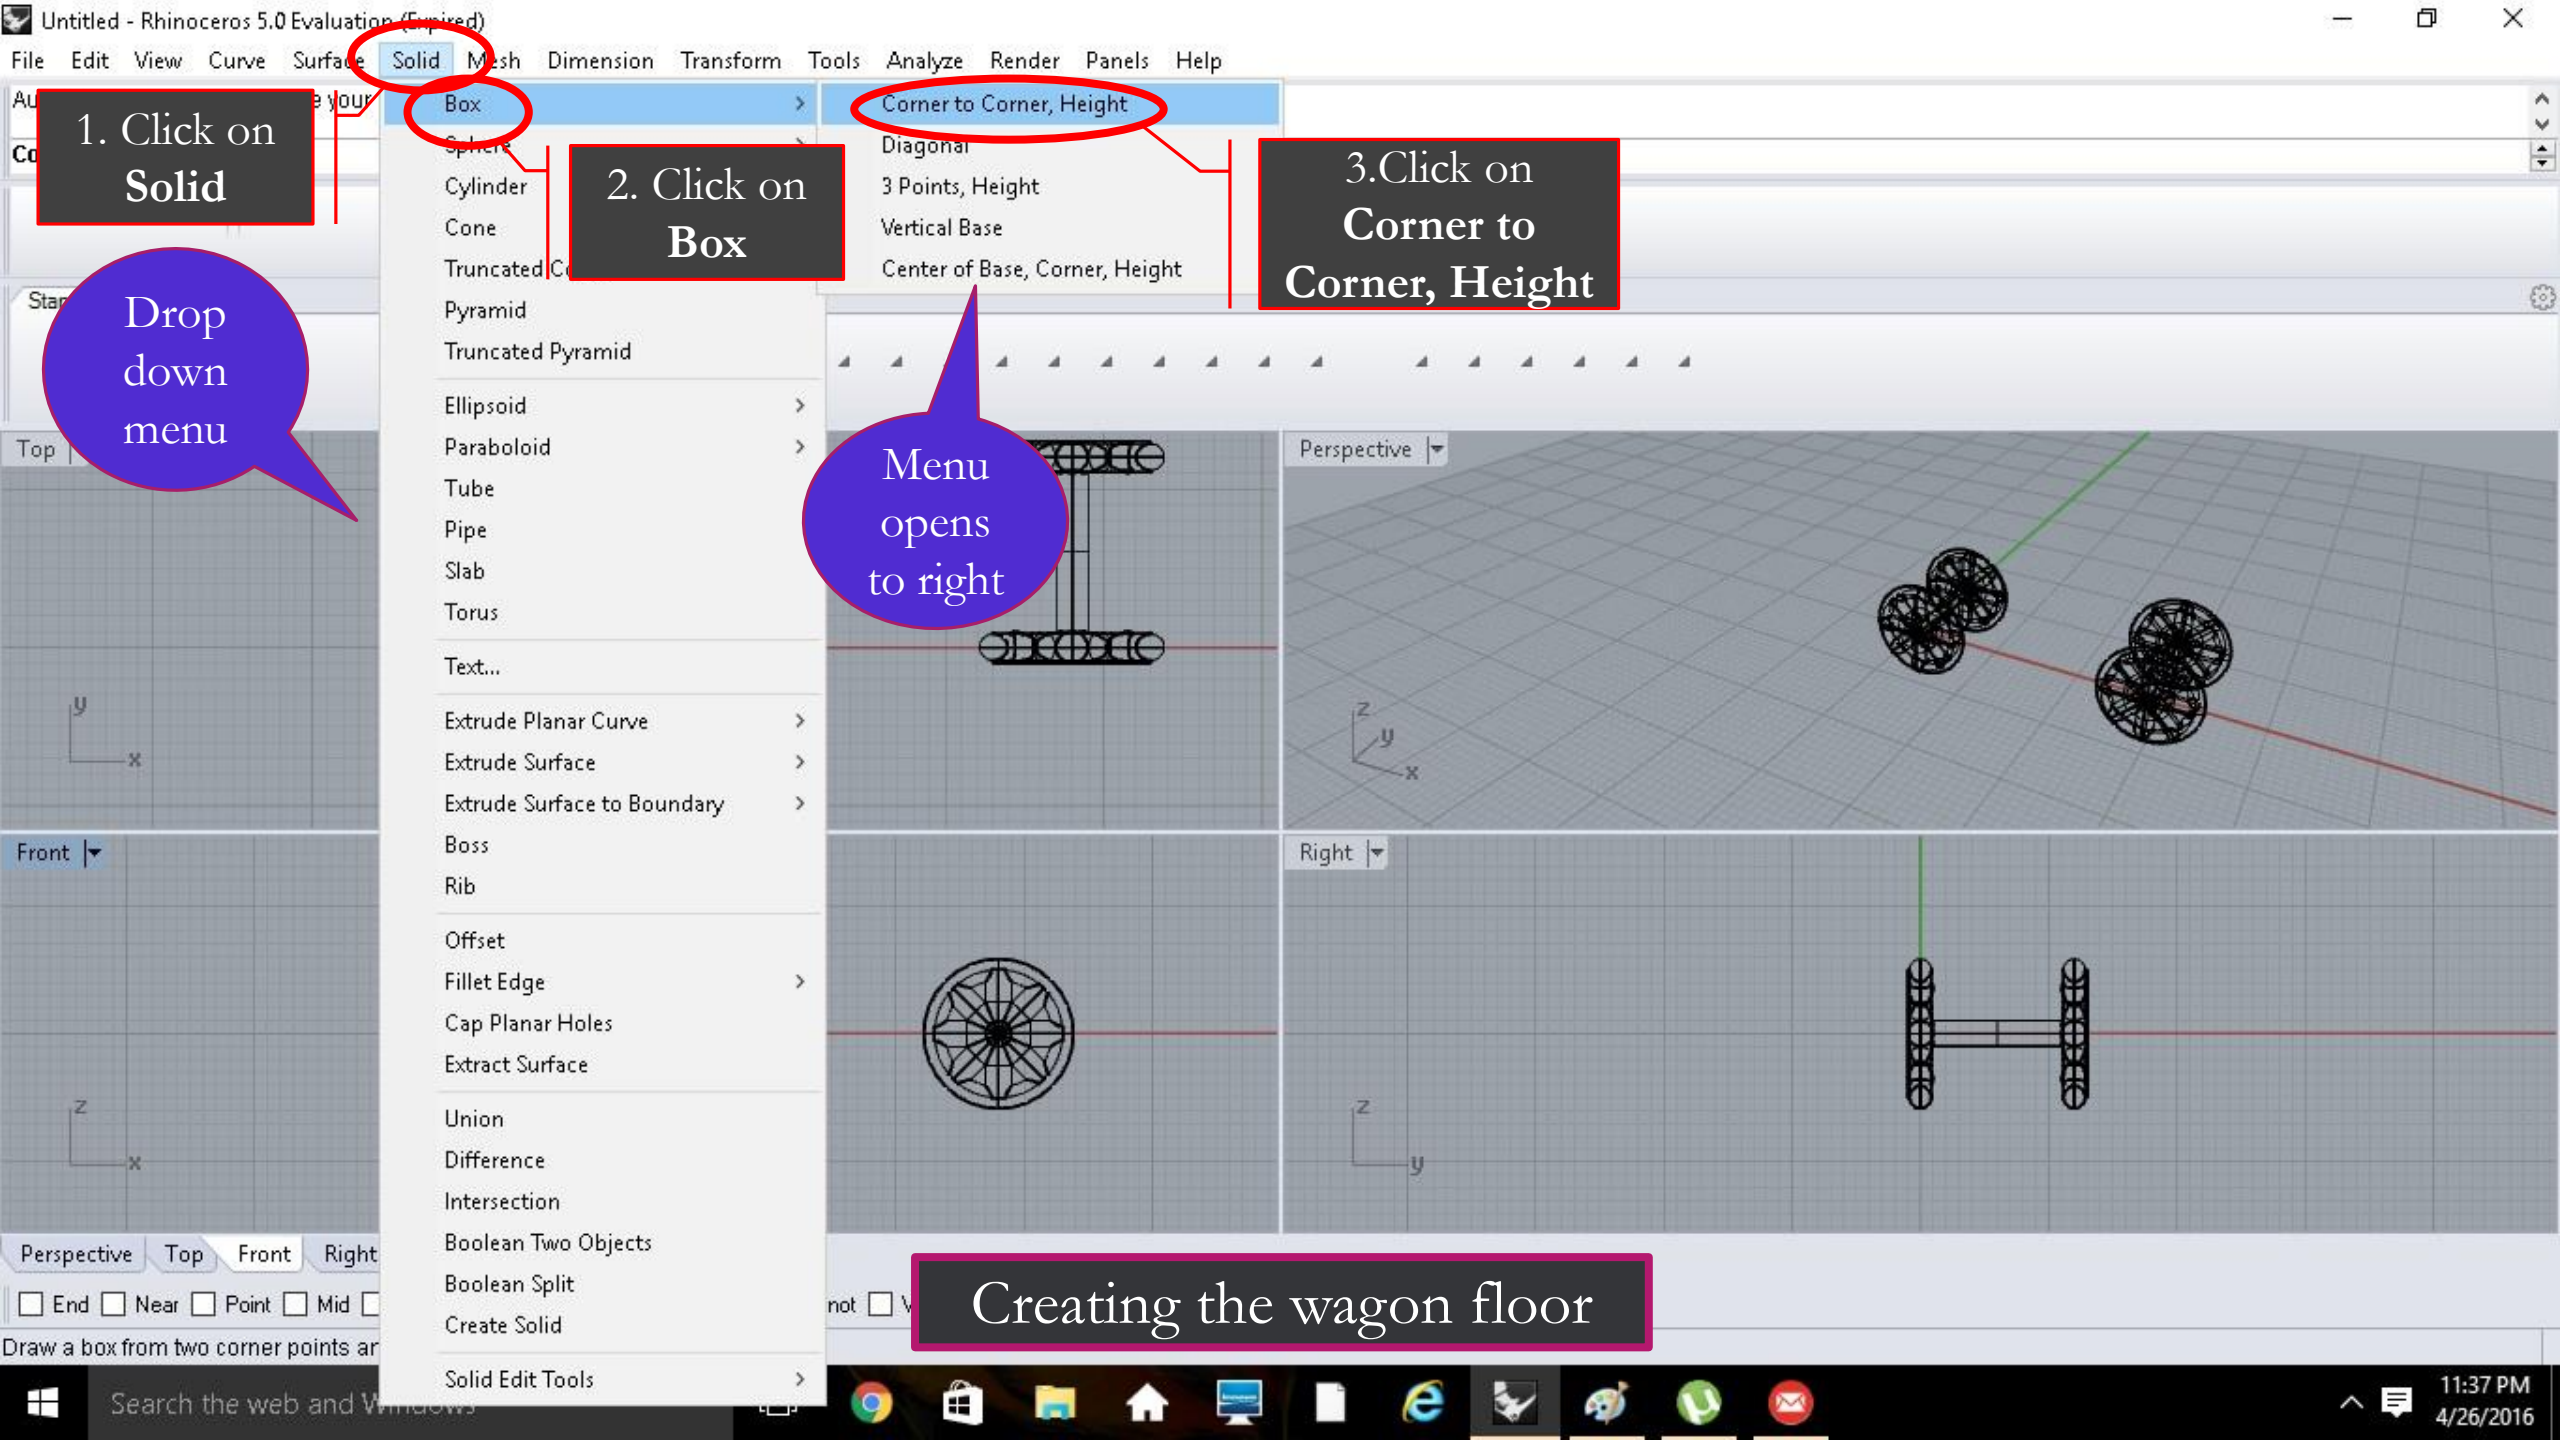 Untitled - Rhinoceros 5.0 Evaluation (Expired)
File Edit View Curve Surface Solid Mesh Dimension Transform Tools Analyze Render Panels Help
1. Click on
Solid
Drop
down
menu
Box
Sphere
Cylinder
Cone
Truncated
Pyramid
Truncated Pyramid
Ellipsoid
Paraboloid
Tube
Pipe
Slab
Torus
Text...
Extrude Planar Curve
Extrude Surface
Extrude Surface to Boundary
Boss
Rib
Offset
Fillet Edge
Cap Planar Holes
Extract Surface
Union
Difference
Intersection
Boolean Two Objects
Boolean Split
Create Solid
Solid Edit Tools
2. Click on
Box
Corner to Corner, Height
Diagonal
3 Points, Height
Vertical Base
Center of Base, Corner, Height
3.Click on
Corner to
Corner, Height
Menu
opens
to right
Top
y
x
Perspective
z
y
x
Front
z
x
Right
z
y
Perspective Top Front Right
End Near Point Mid
not
Creating the wagon floor
Draw a box from two corner points
Search the web and Windows
11:37 PM
4/26/2016